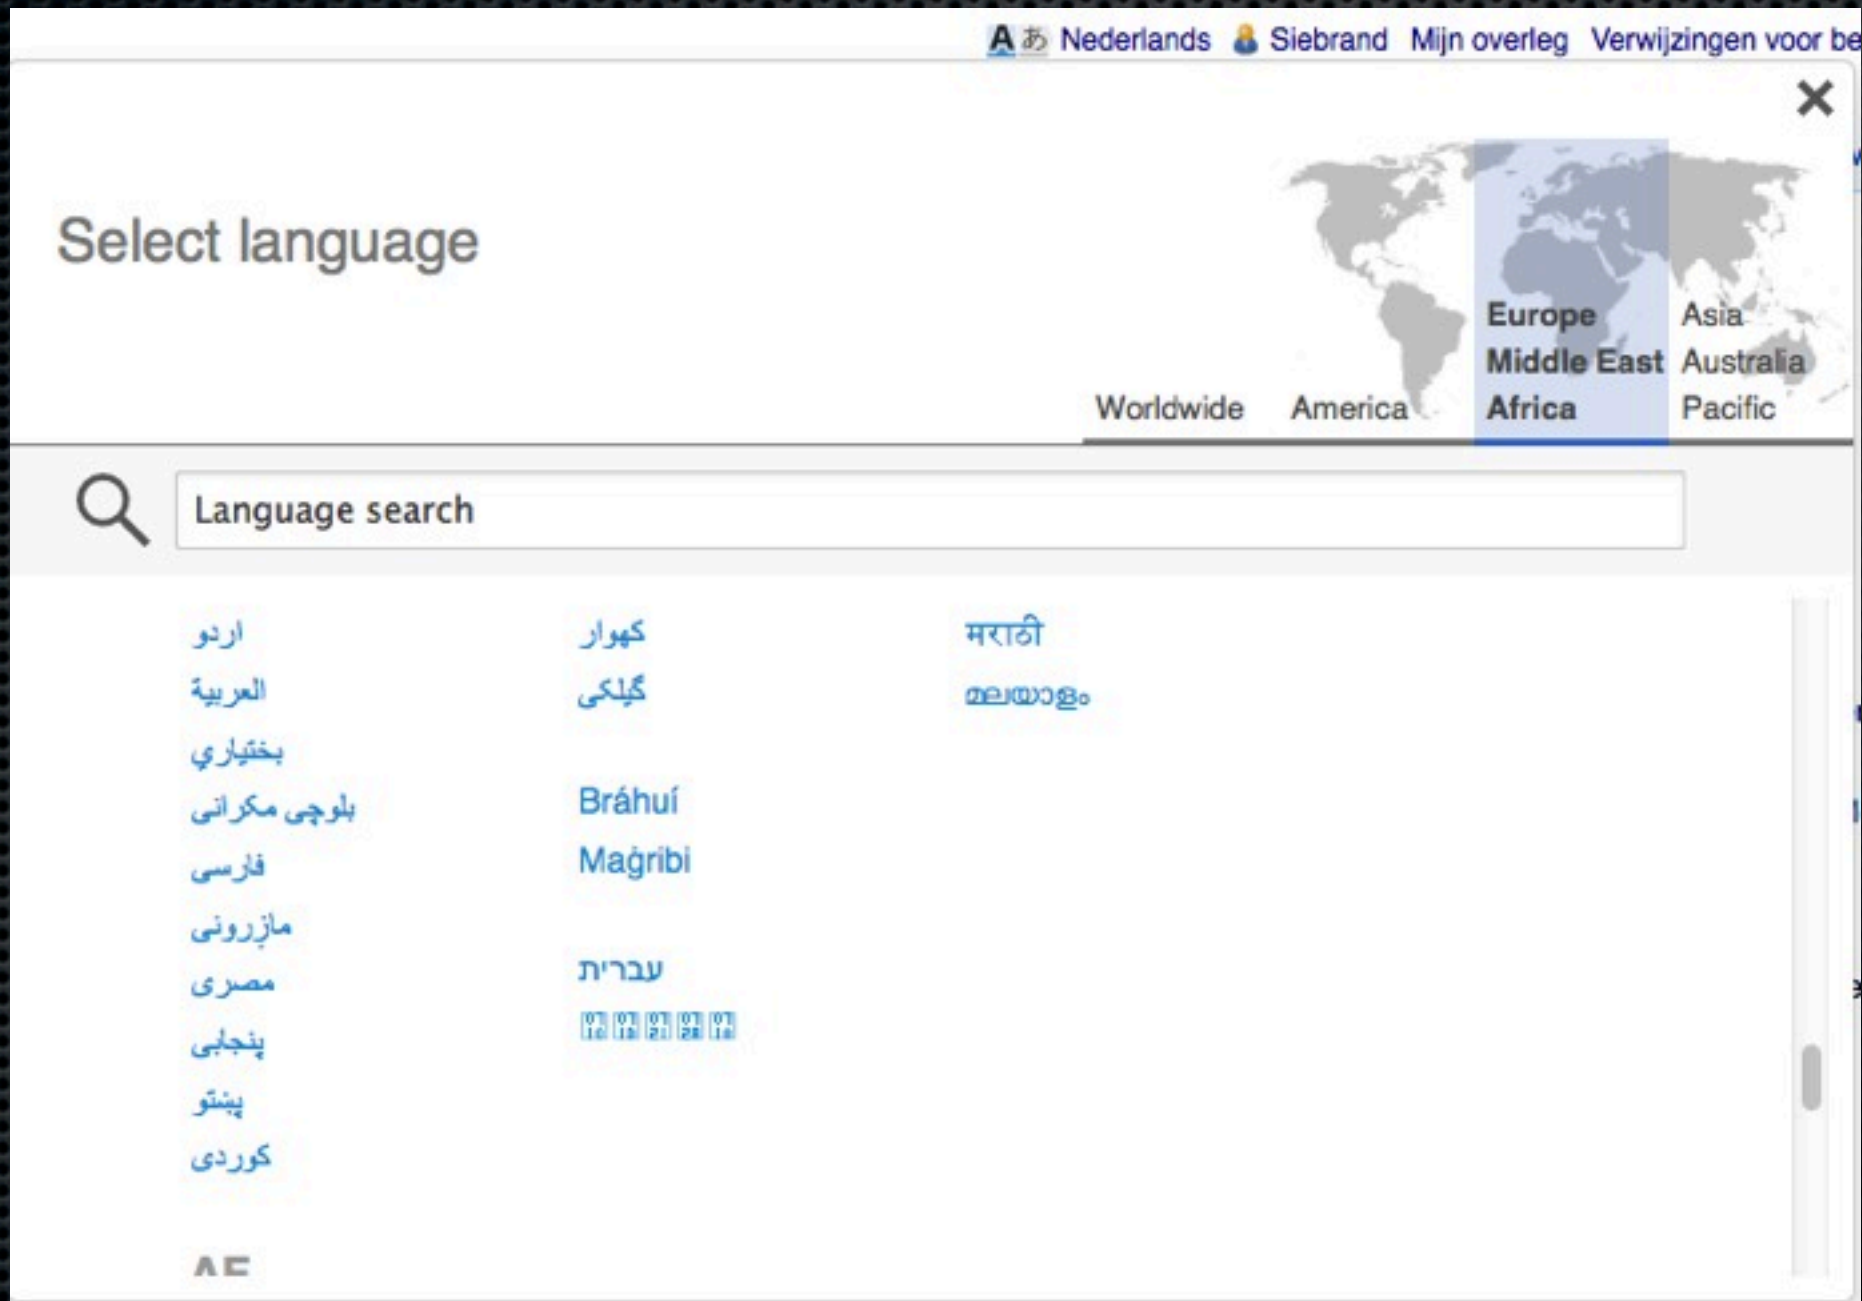 Aあ Nederlands Siebrand Mijn overleg Verwijzingen voor be
Select language
Worldwide
America
Europe
Middle East
Africa
Asia
Australia
Pacific
Language search
اردو
العربية
بختياري
بلوچی مکرانی
فارسی
مازِرونی
مصرى
پنجابی
پښتو
کوردی
کھوار
گیلکی
Bráhuí
Maġribi
עברית
मराठी
മലയാളം